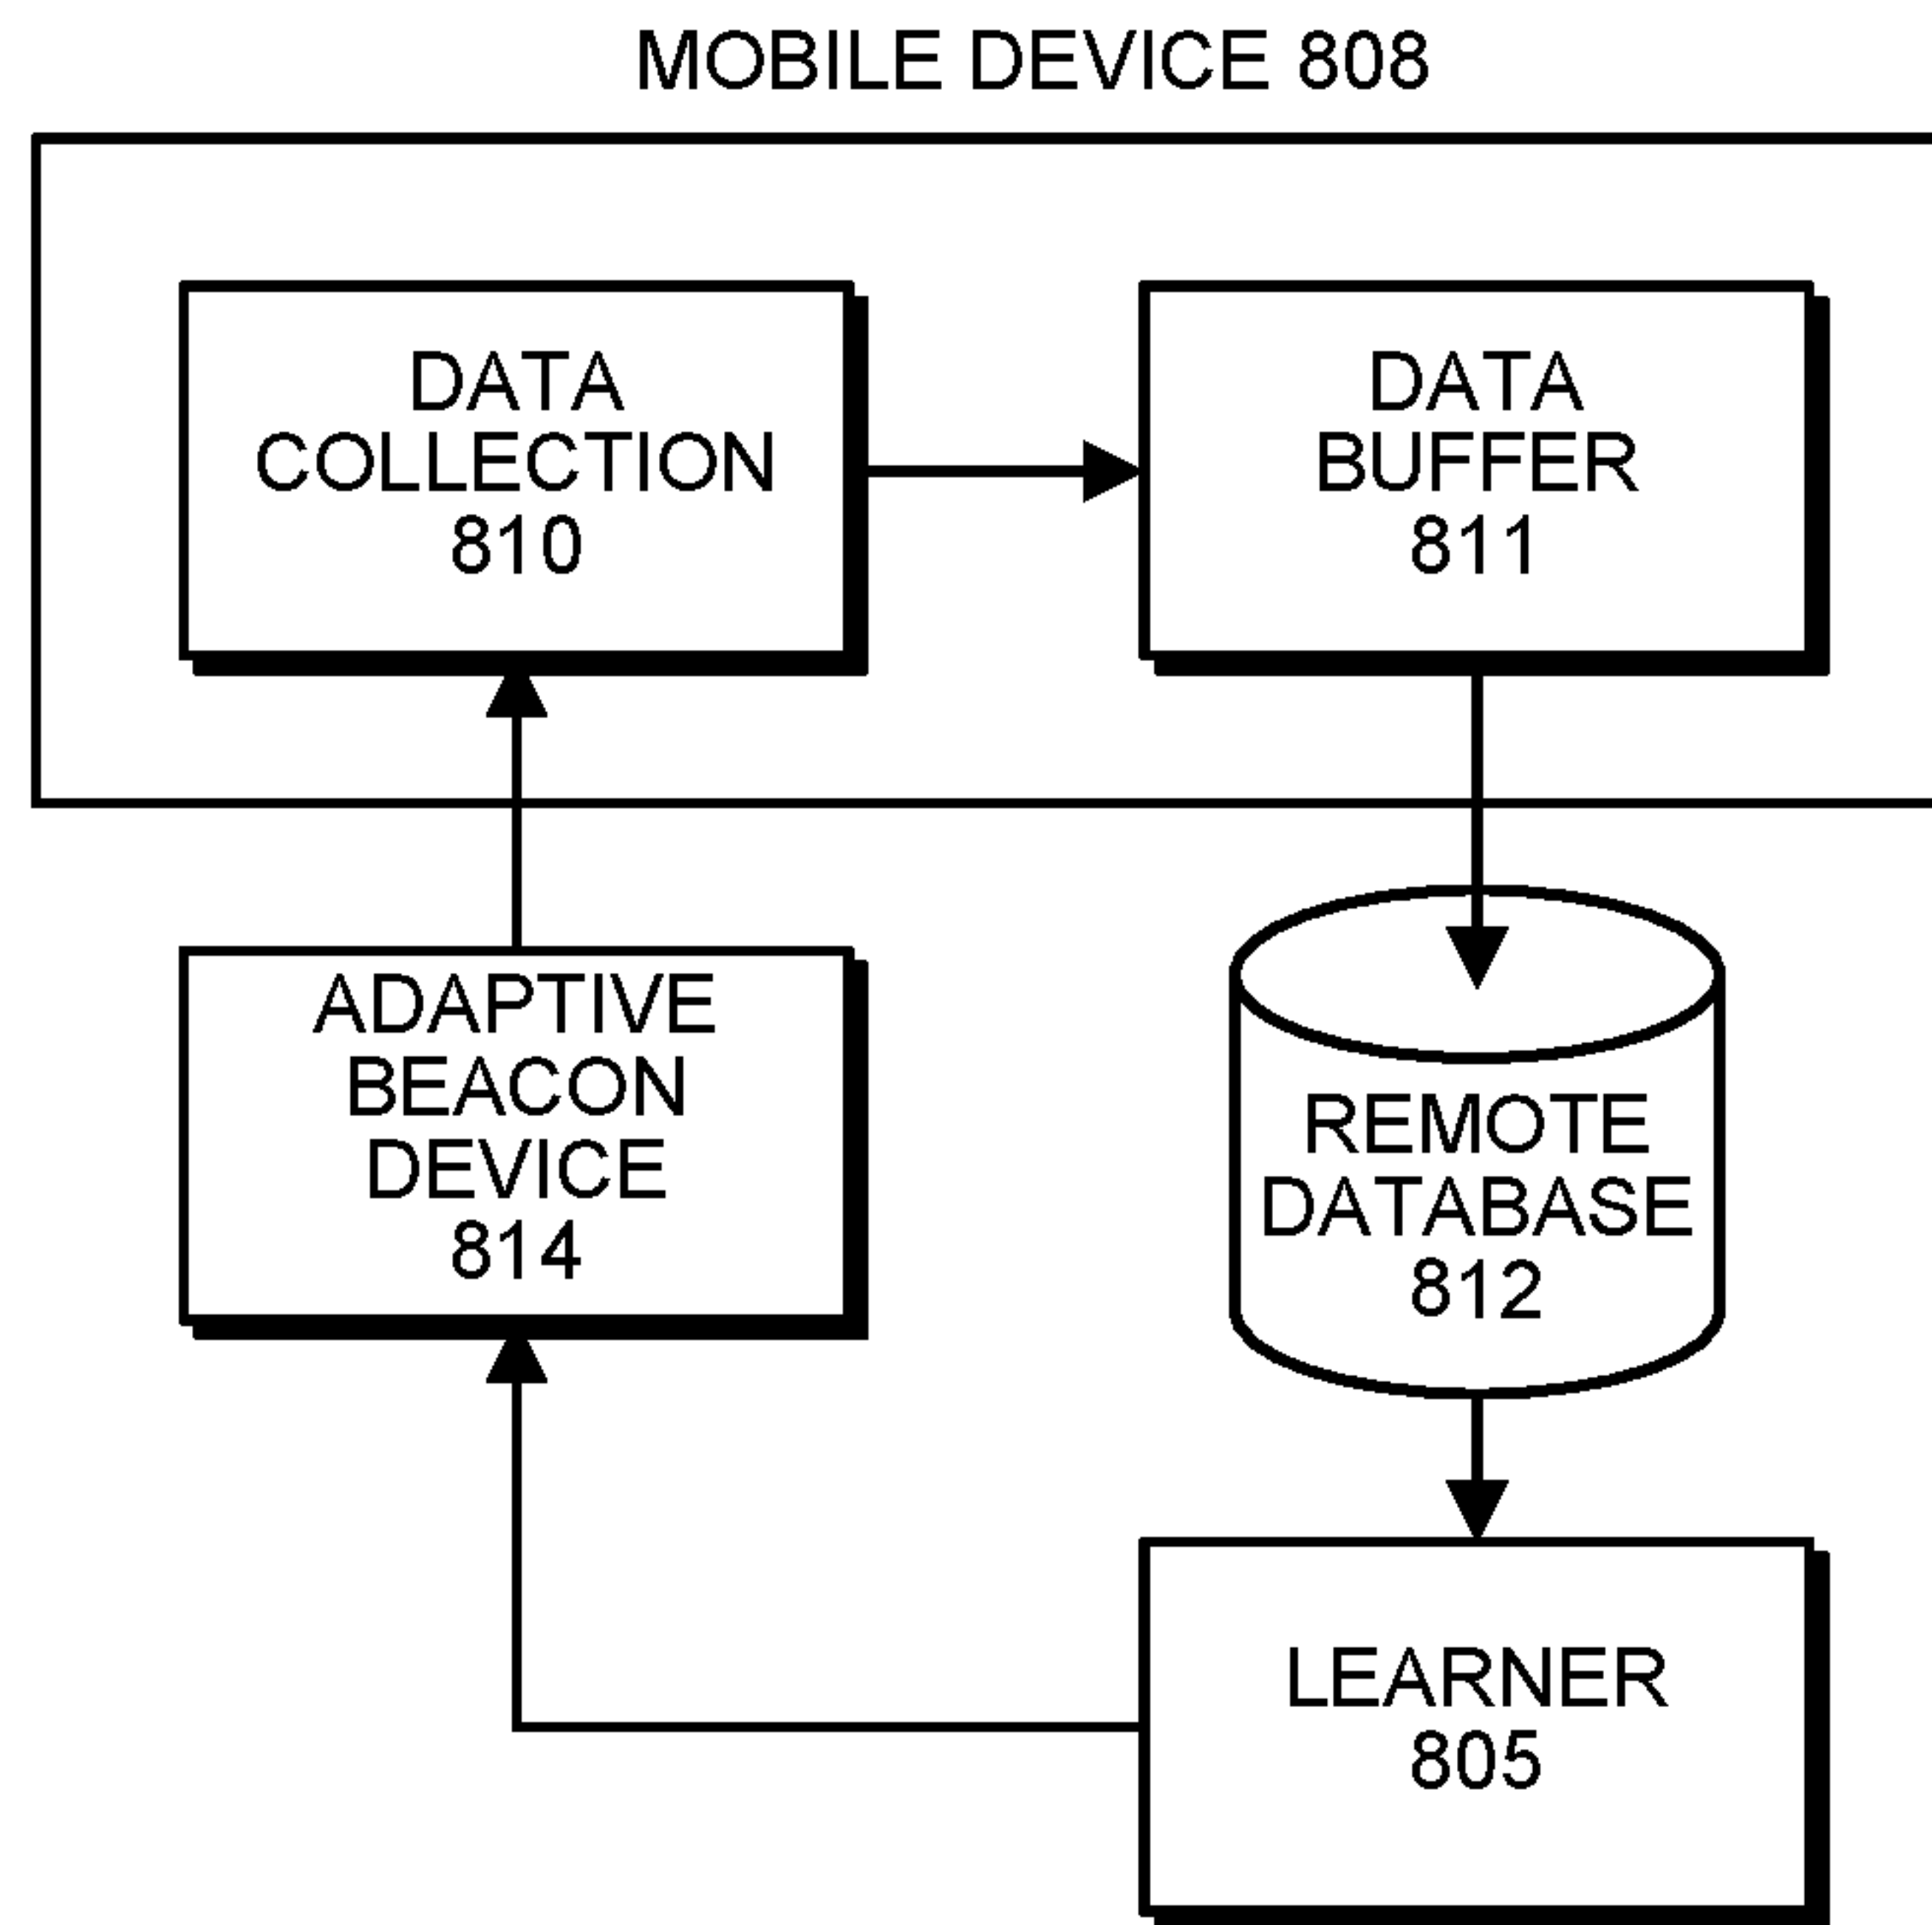 MOBILE DEVICE 808
DATA
COLLECTION
810
DATA
BUFFER
811
ADAPTIVE
BEACON
DEVICE
814
REMOTE
DATABASE
812
LEARNER
805